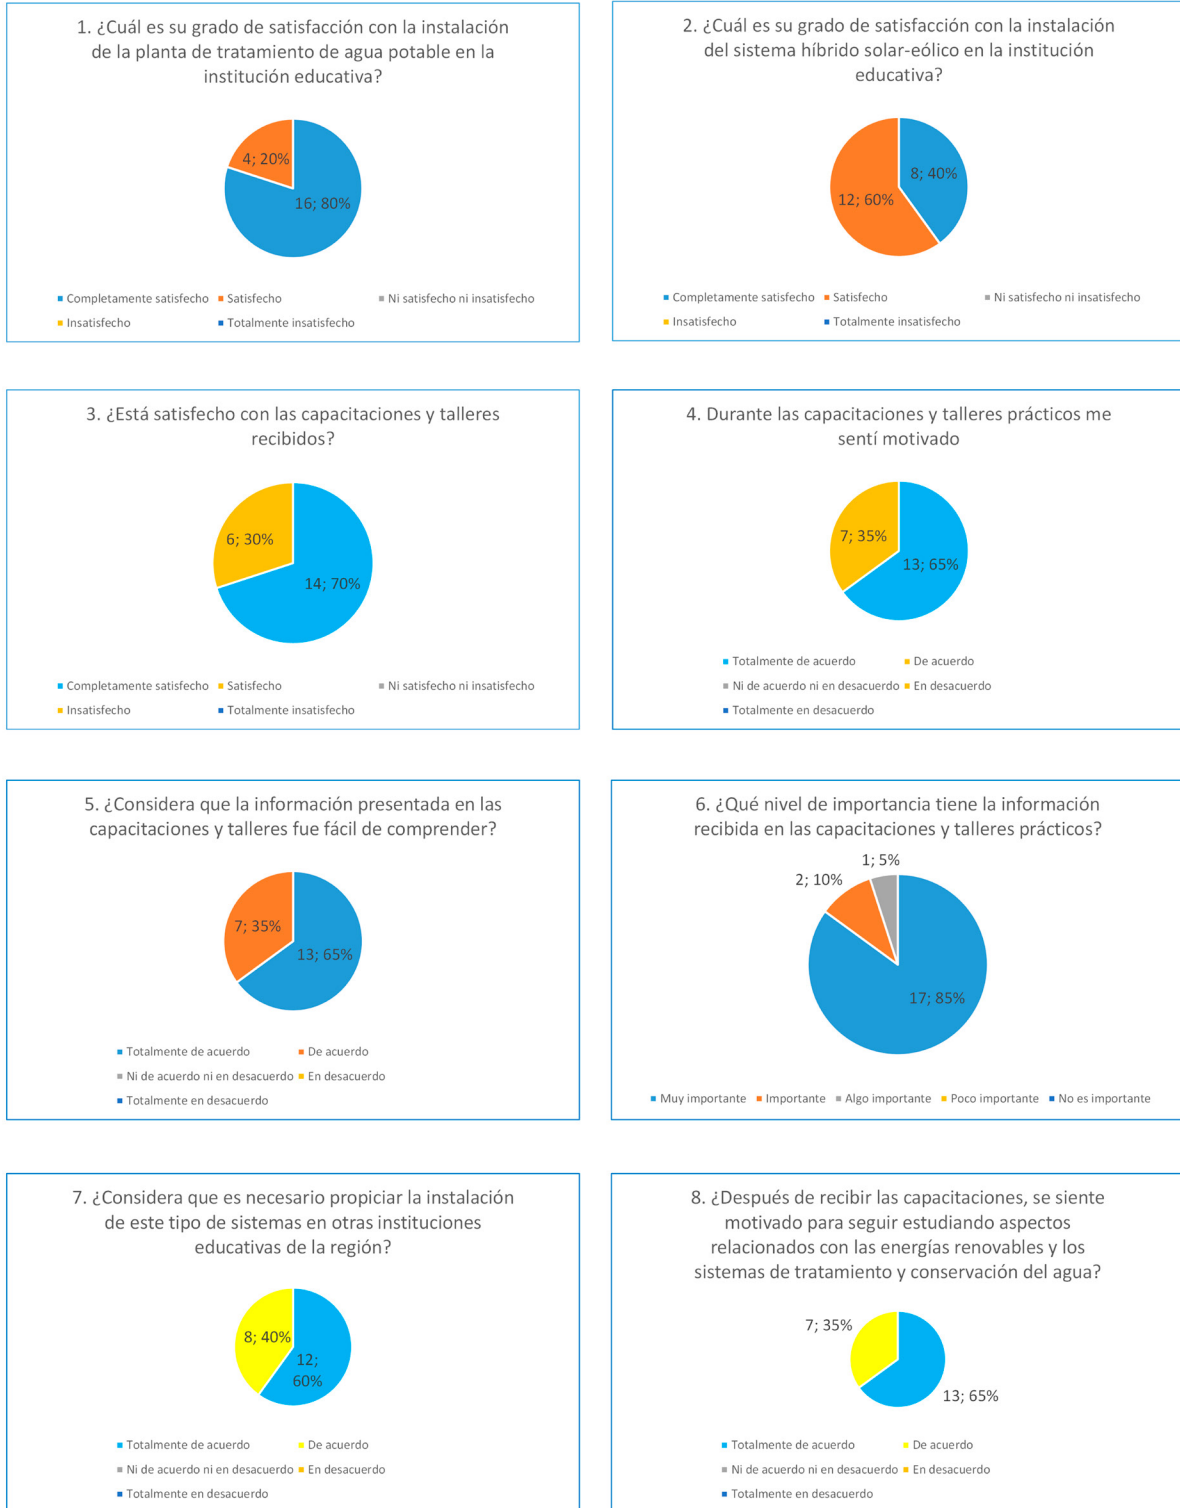 1. ¿Cuál es su grado de satisfacción con la instalación
de la planta de tratamiento de agua potable en la
institución educativa?
4; 20%
16; 80%
Completamente satisfecho
Satisfecho
Ni satisfecho ni insatisfecho
Insatisfecho
Totalmente insatisfecho
2. ¿Cuál es su grado de satisfacción con la instalación
del sistema híbrido solar-eólico en la institución
educativa?
8; 40%
12; 60%
Completamente satisfecho
Satisfecho
Ni satisfecho ni insatisfecho
Insatisfecho
Totalmente insatisfecho
3. ¿Está satisfecho con las capacitaciones y talleres
recibidos?
6; 30%
14; 70%
Completamente satisfecho
Satisfecho
Ni satisfecho ni insatisfecho
Insatisfecho
Totalmente insatisfecho
4. Durante las capacitaciones y talleres prácticos me
sentí motivado
7; 35%
13; 65%
Totalmente de acuerdo
De acuerdo
Ni de acuerdo ni en desacuerdo
En desacuerdo
Totalmente en desacuerdo
5. ¿Considera que la información presentada en las
capacitaciones y talleres fue fácil de comprender?
7; 35%
13; 65%
Totalmente de acuerdo
De acuerdo
Ni de acuerdo ni en desacuerdo
En desacuerdo
Totalmente en desacuerdo
6. ¿Qué nivel de importancia tiene la información
recibida en las capacitaciones y talleres prácticos?
1; 5%
2; 10%
17; 85%
Muy importante
Importante
Algo importante
Poco importante
No es importante
7. ¿Considera que es necesario propiciar la instalación
de este tipo de sistemas en otras instituciones
educativas de la región?
8; 40%
12;
60%
Totalmente de acuerdo
De acuerdo
Ni de acuerdo ni en desacuerdo
En desacuerdo
Totalmente en desacuerdo
8. ¿Después de recibir las capacitaciones, se siente
motivado para seguir estudiando aspectos
relacionados con las energías renovables y los
sistemas de tratamiento y conservación del agua?
7; 35%
13; 65%
Totalmente de acuerdo
De acuerdo
Ni de acuerdo ni en desacuerdo
En desacuerdo
Totalmente en desacuerdo